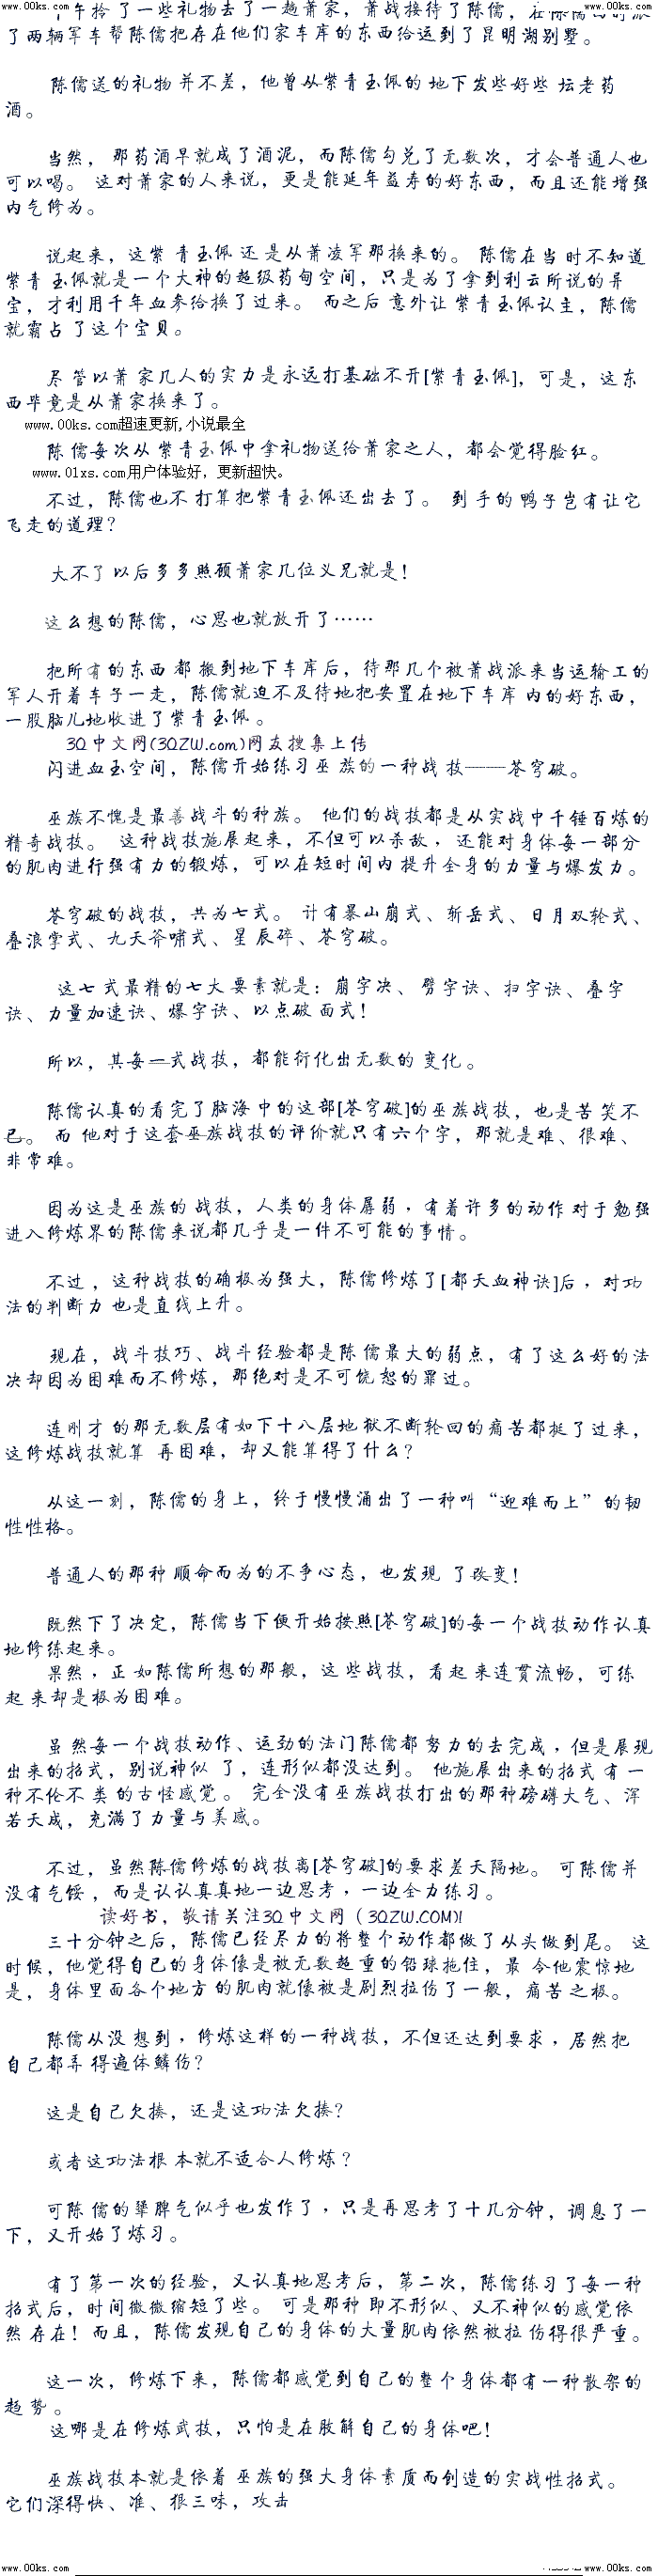 www.00ks.com www.00ks.com
午拾了一些礼物去了一趟萧家，萧战接待了陈儒，在陈儒
了两辆军车帮陈儒把存在他们家车库的东西给运到了昆明湖别墅。
陈儒送的礼物并不差，他曾从紫青玉佩的地下发些好些坛老药
酒。
当然，那药酒早就成了酒泥，而陈儒勾兑了无数次，才会普通人也
可以喝。这对萧家的人来说，更是能延年益寿的好东西，而且还能增强
内气修为。
说起来，这紫青玉佩还是从萧凌军那换来的。陈儒在当时不知道
紫青玉佩就是一个大神的超级药甸空间，只是为了拿到利云所说的异
宝，才利用千年血参给换了过来。而之后意外让紫青玉佩认主，陈儒
就霸占了这个宝贝。
尽管以萧家几人的实力是永远打基础不开[紫青玉佩]，可是，这东
西毕竟是从萧家换来了。
www.00ks.com超速更新,小说最全
陈儒每次从紫青玉佩中拿礼物送给萧家之人，都会觉得脸红。
www.01xs.com用户体验好，更新超快。
不过，陈儒也不打算把紫青玉佩还出去了。到手的鸭子岂有让它
飞走的道理？
大不了以后多多照顾萧家几位义兄就是！
这么想的陈儒，心思也就放开了……
把所有的东西都搬到地下车库后，待那几个被萧战派来当运输工的
军人开着车子一走，陈儒就迫不及待地把安置在地下车库内的好东西，
一股脑儿地收进了紫青玉佩。
3Q中文网(3QZW.com)网友搜集上传
闪进血玉空间，陈儒开始练习巫族的一种战技———苍穹破。
巫族不愧是最善战斗的种族。他们的战技都是从实战中千锤百炼的
精奇战技。这种战技施展起来，不但可以杀敌，还能对身体每一部分
的肌肉进行强有力的锻炼，可以在短时间内提升全身的力量与爆发力。
苍穹破的战技，共为七式。计有暴山崩式、斩岳式、日月双轮式、
叠浪掌式、九天斧啸式、星辰碎、苍穹破。
这七式最精的七大要素就是：崩字决、劈字诀、扫字诀、叠字
诀、力量加速诀、爆字诀、以点破面式！
所以，其每一式战技，都能衍化出无数的变化。
陈儒认真的看完了脑海中的这部[苍穹破]的巫族战技，也是苦笑不
已。而他对于这套巫族战技的评价就只有六个字，那就是难、很难、
非常难。
因为这是巫族的战技，人类的身体孱弱，有着许多的动作对于勉强
进入修炼界的陈儒来说都几乎是一件不可能的事情。
不过，这种战技的确极为强大，陈儒修炼了[都天血神诀]后，对功
法的判断力也是直线上升。
现在，战斗技巧、战斗经验都是陈儒最大的弱点，有了这么好的法
决却因为困难而不修炼，那绝对是不可饶恕的罪过。
连刚才的那无数层有如下十八层地狱不断轮回的痛苦都挺了过来，
这修炼战技就算再困难，却又能算得了什么？
从这一刻，陈儒的身上，终于慢慢涌出了一种叫“迎难而上”的韧
性性格。
普通人的那种顺命而为的不争心态，也发现了改变！
既然下了决定，陈儒当下便开始按照[苍穹破]的每一个战技动作认真
地修练起来。
果然，正如陈儒所想的那般，这些战技，看起来连贯流畅，可练
起来却是极为困难。
虽然每一个战技动作、运劲的法门陈儒都努力的去完成，但是展现
出来的招式，别说神似了，连形似都没达到。他施展出来的招式有一
种不伦不类的古怪感觉。完全没有巫族战技打出的那种磅礴大气、浑
若天成，充满了力量与美感。
不过，虽然陈儒修炼的战技离[苍穹破]的要求差天隔地。可陈儒并
没有气馁，而是认认真真地一边思考，一边全力练习。
读好书，敬请关注3Q中文网（3QZW.COM)!
三十分钟之后，陈儒已经尽力的将整个动作都做了从头做到尾。这
时候，他觉得自己的身体像是被无数超重的铅球拖住，最令他震惊地
是，身体里面各个地方的肌肉就像被是剧烈拉伤了一般，痛苦之极。
陈儒从没想到，修炼这样的一种战技，不但还达到要求，居然把
自己都弄得遍体鳞伤？
这是自己欠揍，还是这功法欠揍？
或者这功法根本就不适合人修炼？
可陈儒的犟脾气似乎也发作了，只是再思考了十几分钟，调息了一
下，又开始了炼习。
有了第一次的经验，又认真地思考后，第二次，陈儒练习了每一种
招式后，时间微微缩短了些。可是那种即不形似、又不神似的感觉依
然存在！而且，陈儒发现自己的身体的大量肌肉依然被拉伤得很严重。
这一次，修炼下来，陈儒都感觉到自己的整个身体都有一种散架的
趋势。
这哪是在修炼武技，只怕是在肢解自己的身体吧！
巫族战技本就是依着巫族的强大身体素质而创造的实战性招式。
它们深得快、准、狠三味，攻击
www.00ks.com www.00ks.com